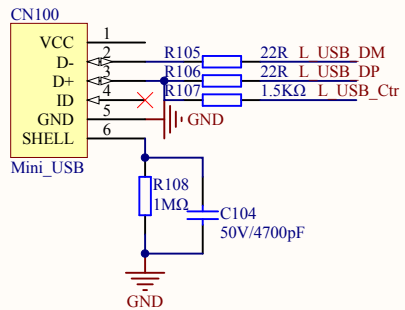 CN100
VCC 1
D- 2 R105 22R L_USB_DM
D+ 3 R106 22R L_USB_DP
ID 4 R107 1.5KΩ L_USB_Ctr
GND 5 GND
SHELL 6
Mini_USB
R108
1MΩ
C104
50V/4700pF
GND